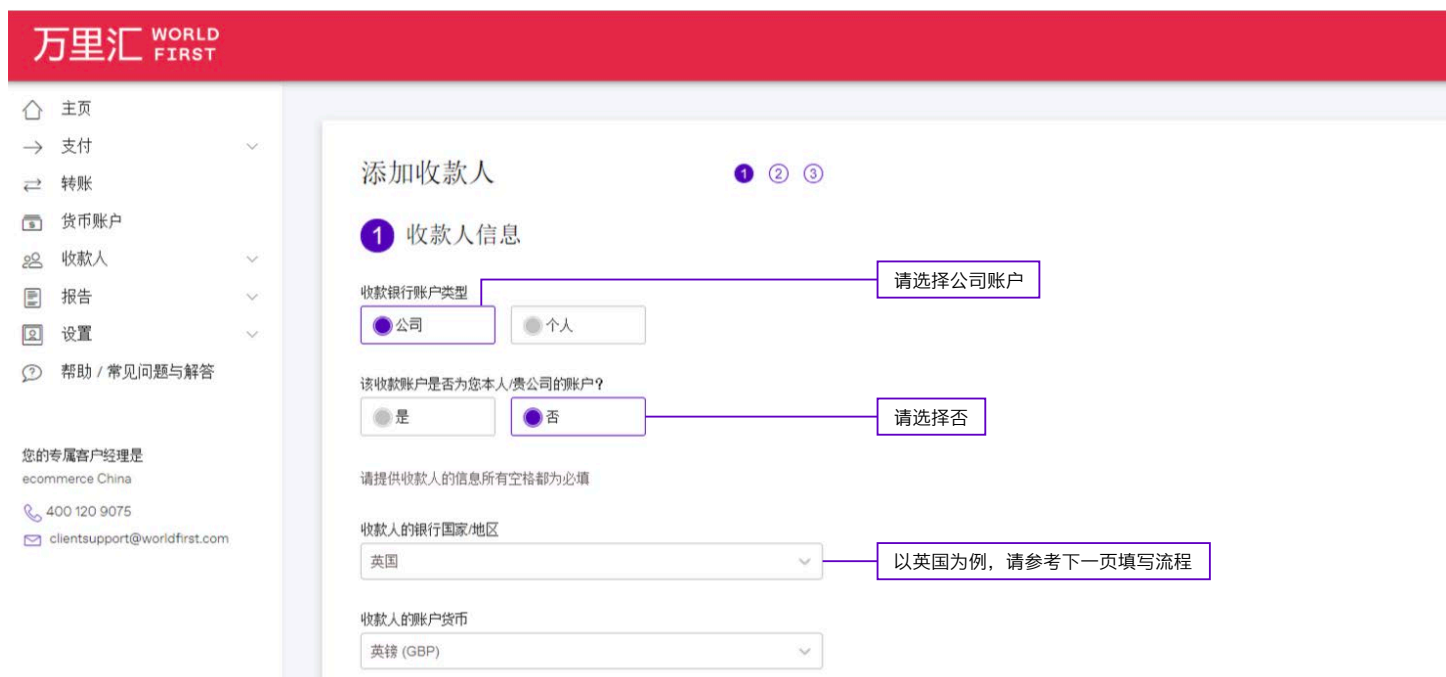 万里汇 WORLD FIRST
主页
支付
转账
货币账户
收款人
报告
设置
帮助 / 常见问题与解答
您的专属客户经理是
ecommerce China
400 120 9075
clientsupport@worldfirst.com
添加收款人 1 2 3
1 收款人信息
收款银行账户类型
请选择公司账户
公司 个人
该收款账户是否为您本人/贵公司的账户?
是 否
请选择否
请提供收款人的信息所有空格都为必填
收款人的银行国家/地区
英国
以英国为例，请参考下一页填写流程
收款人的账户货币
英镑 (GBP)